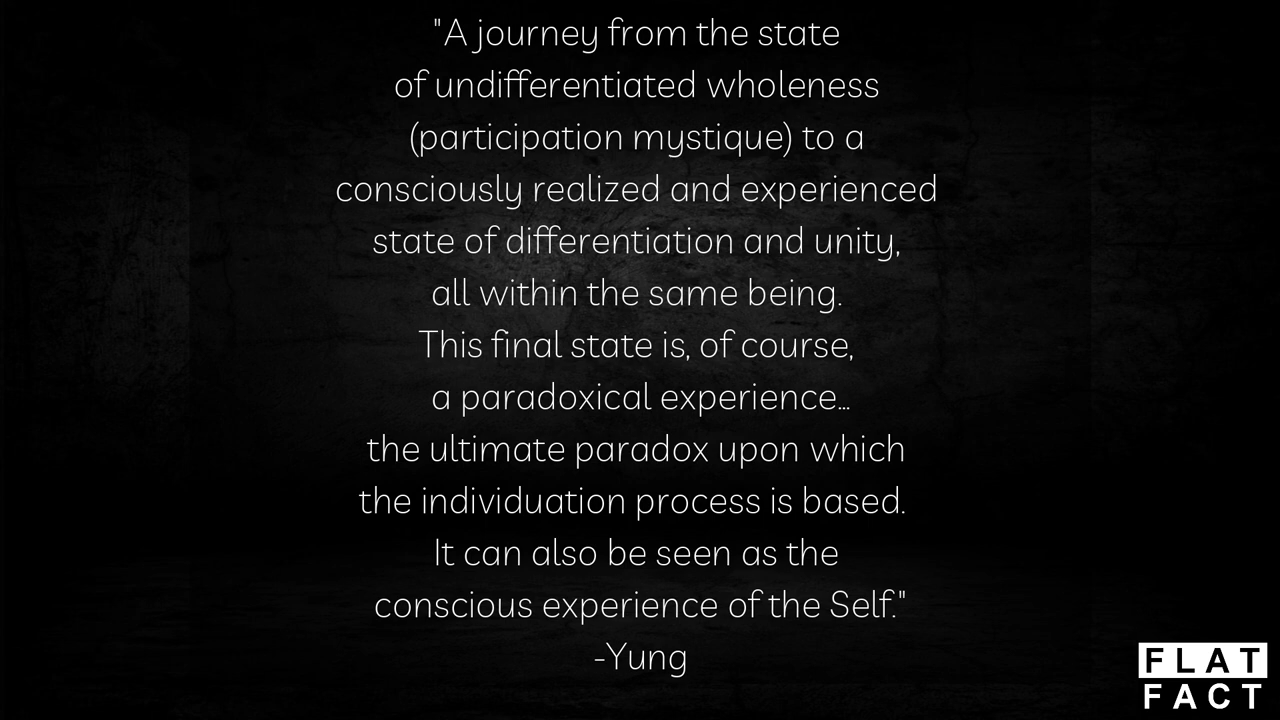 "A journey from the state
of undifferentiated wholeness
(participation mystique) to a
consciously realized and experienced
state of differentiation and unity,
all within the same being.
This final state is, of course,
a paradoxical experience...
the ultimate paradox upon which
the individuation process is based.
It can also be seen as the
conscious experience of the Self."
-Yung
FLAT
FACT